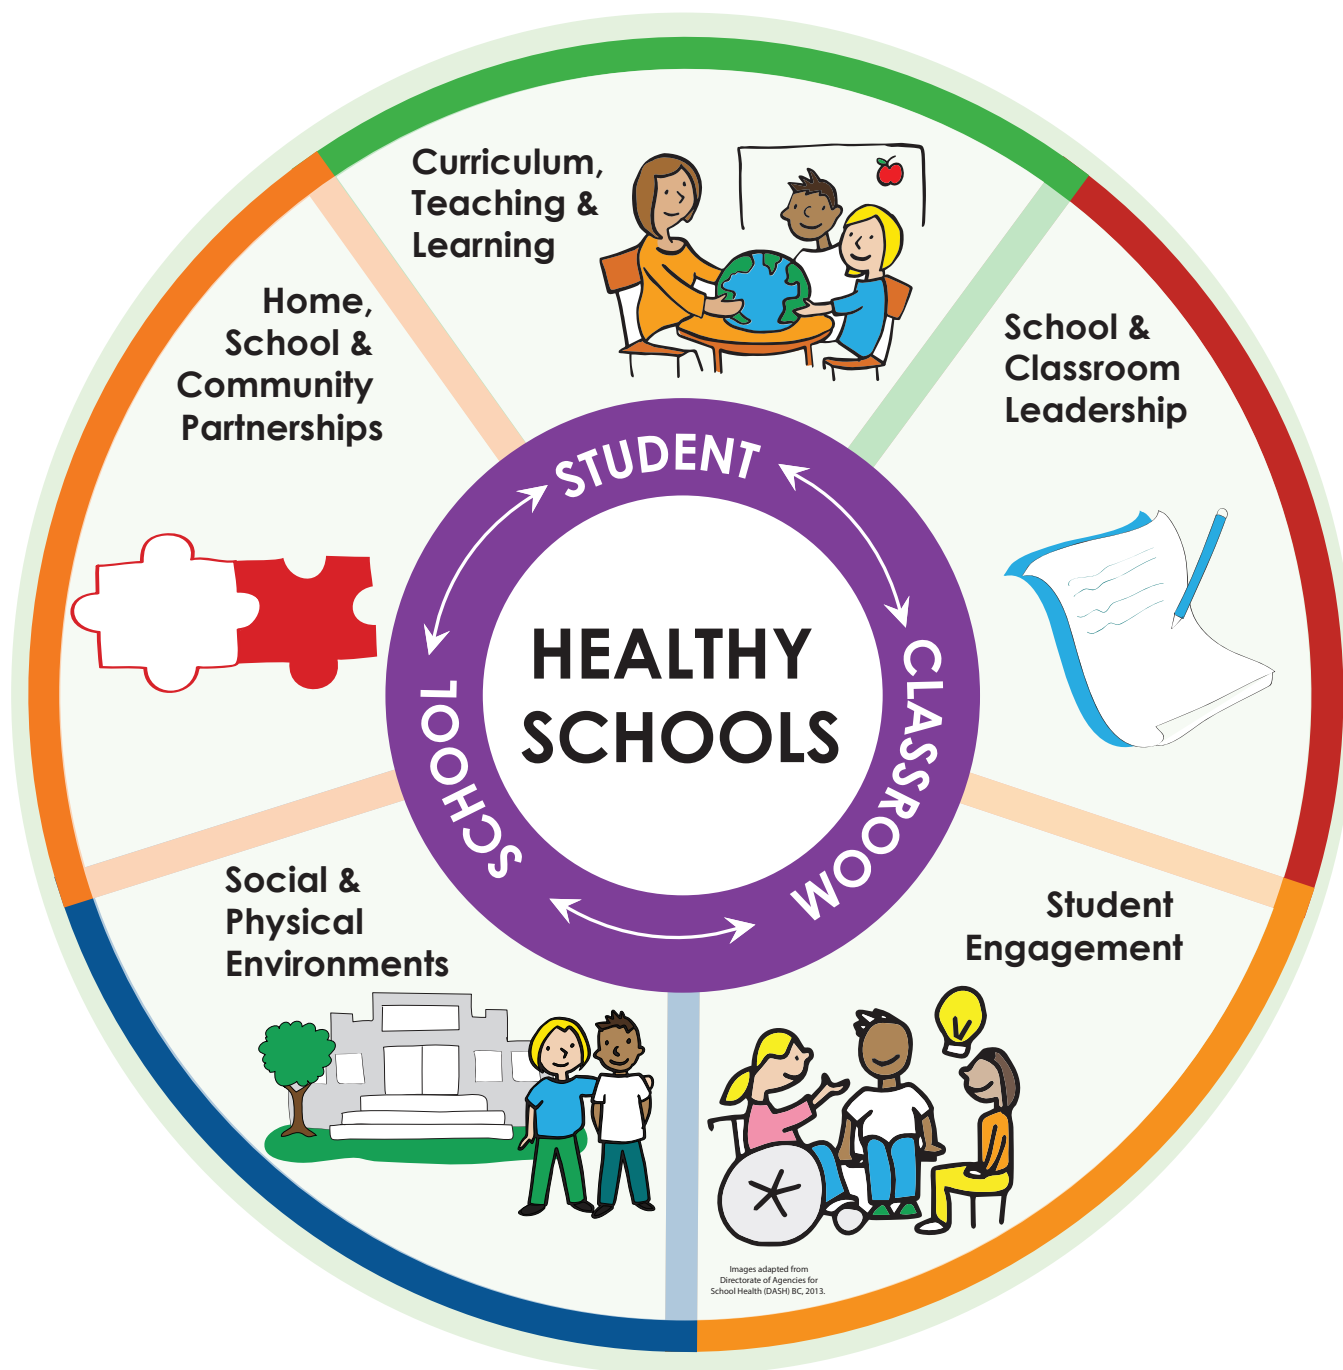 Curriculum,
Teaching &
Learning
School &
Classroom
Leadership
Student
Engagement
Social &
Physical
Environments
Home,
School &
Community
Partnerships
STUDENT
CLASSROOM
SCHOOL
HEALTHY
SCHOOLS
Images adapted from
Directorate of Agencies for
School Health (DASH) BC, 2013.